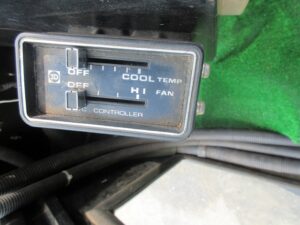 OFF COOL TEMP
OFF HI FAN
CONTROLLER